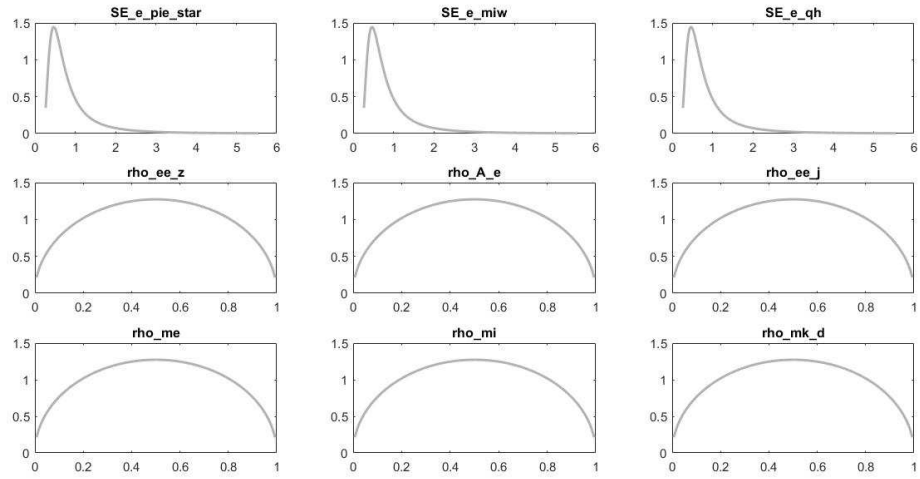 SE_e_pie_star SE_e_miw SE_e_qh
1.5 1.5 1.5
1 1 1
0.5 0.5 0.5
0 0 0
0 1 2 3 4 5 6 0 1 2 3 4 5 6 0 1 2 3 4 5 6
rho_ee_z rho_A_e rho_ee_j
1.5 1.5 1.5
1 1 1
0.5 0.5 0.5
0 0 0
0 0.2 0.4 0.6 0.8 1 0 0.2 0.4 0.6 0.8 1 0 0.2 0.4 0.6 0.8 1
rho_me rho_mi rho_mk_d
1.5 1.5 1.5
1 1 1
0.5 0.5 0.5
0 0 0
0 0.2 0.4 0.6 0.8 1 0 0.2 0.4 0.6 0.8 1 0 0.2 0.4 0.6 0.8 1